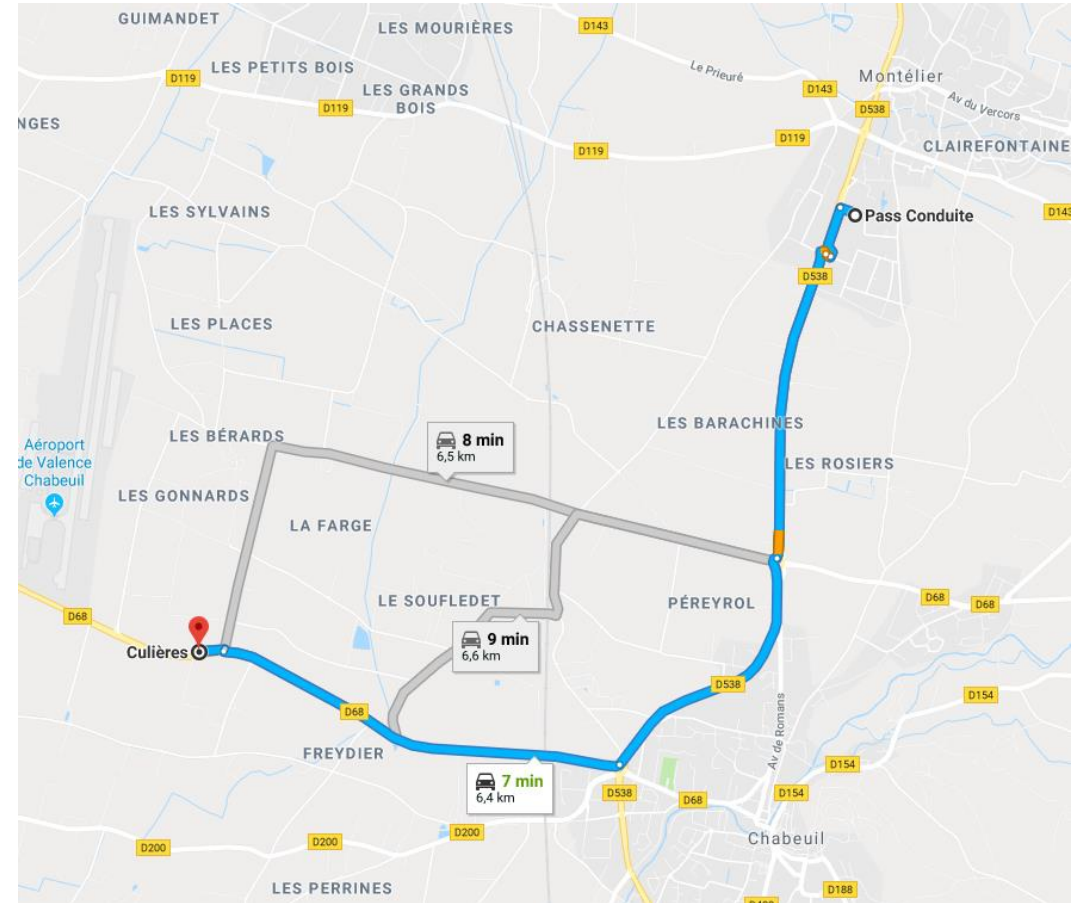 GUIMANDET
LES MOURIÈRES
D143
LES PETITS BOIS
D119
LES GRANDS
BOIS
D119
Le Prieuré
D143
Montélier
D538
Av du Vercors
NGES
D119
D119
CLAIREFONTAINE
LES SYLVAINS
Pass Conduite
D143
D538
LES PLACES
CHASSENETTE
LES BARACHINES
LES BÉRARDS
8 min
6,5 km
Aéroport
de Valence
Chabeuil
LES ROSIERS
LES GONNARDS
LA FARGE
LE SOUFLEDET
PÉREYROL
D68
D68
D68
Culières
9 min
6,6 km
D538
D154
D68
FREYDIER
Av de Romans
7 min
6,4 km
D538
D68
D154
D154
D200
D200
D200
Chabeuil
LES PERRINES
D188